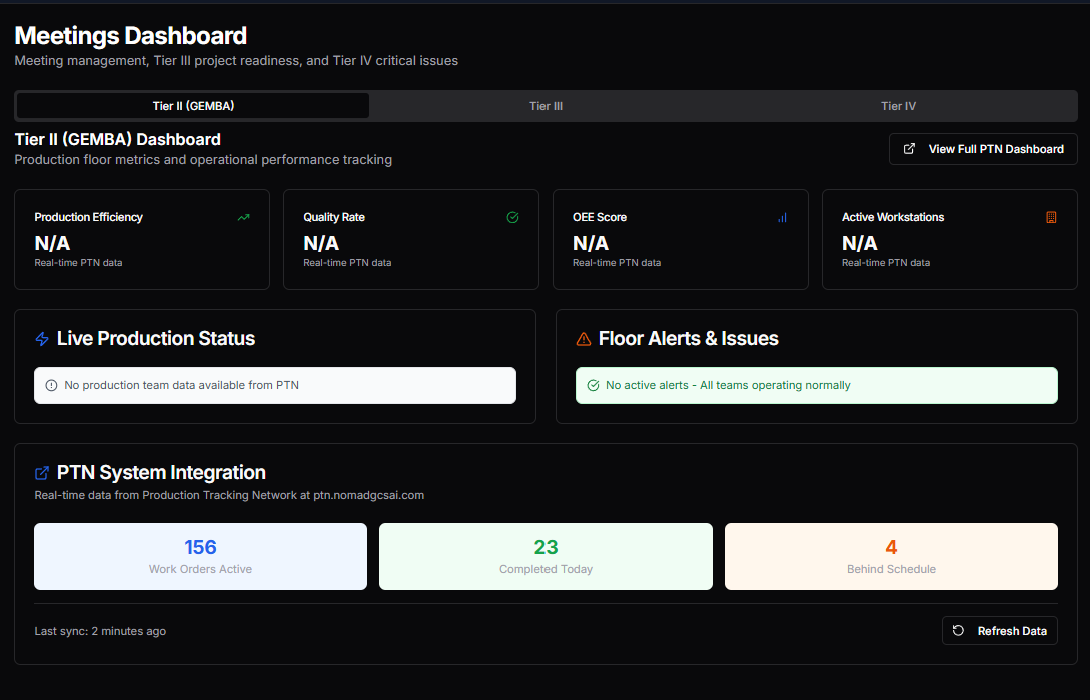 Meetings Dashboard
Meeting management, Tier III project readiness, and Tier IV critical issues
Tier II (GEMBA)
Tier III
Tier IV
Tier II (GEMBA) Dashboard
Production floor metrics and operational performance tracking
View Full PTN Dashboard
Production Efficiency
N/A
Real-time PTN data
Quality Rate
N/A
Real-time PTN data
OEE Score
N/A
Real-time PTN data
Active Workstations
N/A
Real-time PTN data
Live Production Status
No production team data available from PTN
Floor Alerts & Issues
No active alerts - All teams operating normally
PTN System Integration
Real-time data from Production Tracking Network at ptn.nomadgcsai.com
156
Work Orders Active
23
Completed Today
4
Behind Schedule
Last sync: 2 minutes ago
Refresh Data